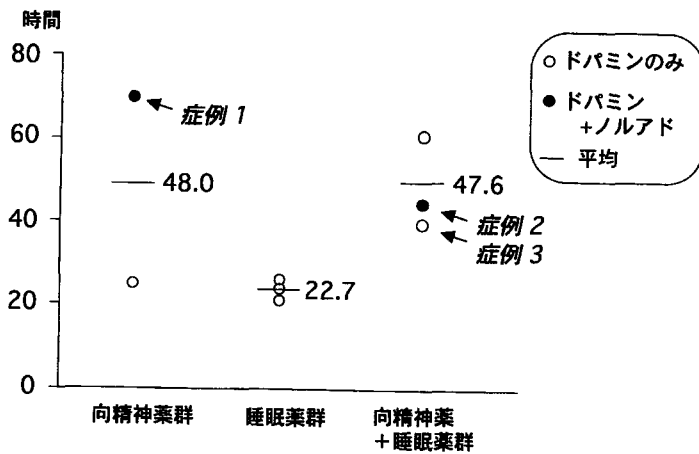 時間
80
60
40
20
0
症例 1
48.0
22.7
47.6
症例 2
症例 3
向精神薬群
睡眠薬群
向精神薬
+睡眠薬群
ドパミンのみ
ドパミン
+ノルアド
平均